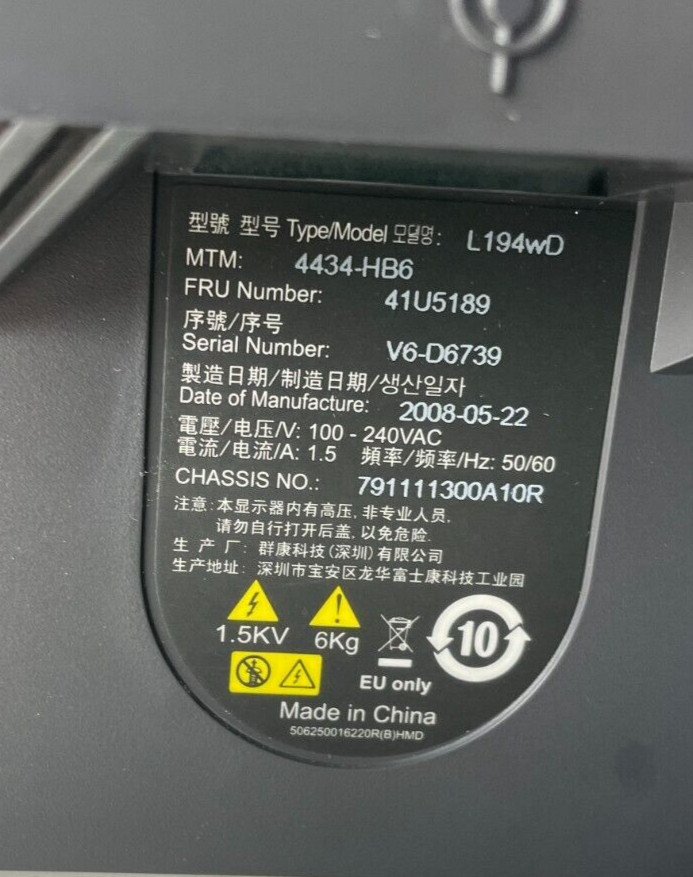 型號 型号 Type/Model 모델명: L194wD
MTM: 4434-HB6
FRU Number: 41U5189
序號/序号
Serial Number: V6-D6739
製造日期/制造日期/생산일자
Date of Manufacture: 2008-05-22
電壓/电压/V: 100 - 240VAC
電流/电流/A: 1.5 頻率/频率/Hz: 50/60
CHASSIS NO.: 791111300A10R
注意: 本显示器内有高压, 非专业人员,
请勿自行打开后盖, 以免危险.
生 产 厂: 群康科技(深圳)有限公司
生产地址: 深圳市宝安区龙华富士康科技工业园
1.5KV 6Kg 10
EU only
Made in China
506250016220R(B)HMD